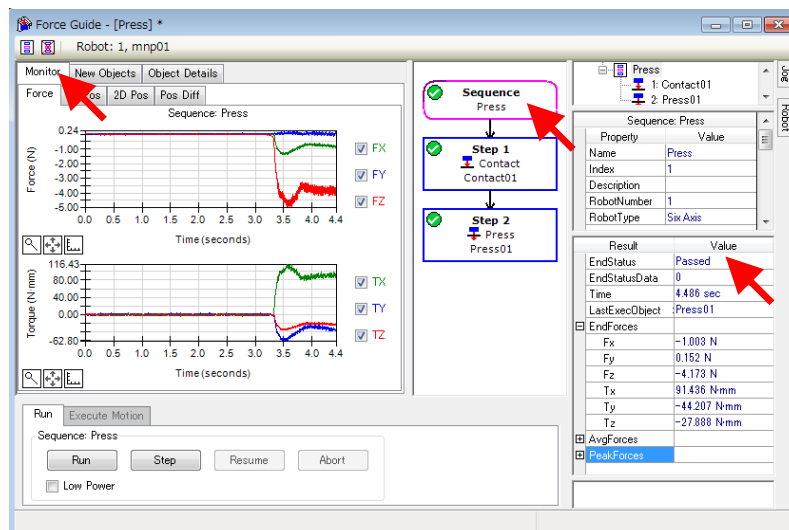 Force Guide - [Press] *
Robot: 1, mnp01
Monitor New Objects Object Details
Force os 2D Pos Pos Diff
Sequence: Press
Force (N)
0.24
-1.00
-2.00
-3.00
-4.00
-5.00
0.0 0.5 1.0 1.5 2.0 2.5 3.0 3.5 4.0 4.4
Time (seconds)
FX
FY
FZ
Torque (N·mm)
116.43
80.00
40.00
0.00
-62.80
0.0 0.5 1.0 1.5 2.0 2.5 3.0 3.5 4.0 4.4
Time (seconds)
TX
TY
TZ
Run Execute Motion
Sequence: Press
Run Step Resume Abort
Low Power
Sequence
Press
Step 1
Contact
Contact01
Step 2
Press
Press01
Press
1: Contact01
2: Press01
Sequence: Press
Property Value
Name Press
Index 1
Description
RobotNumber 1
RobotType Six Axis
Result Value
EndStatus Passed
EndStatusData 0
Time 4.486 sec
LastExecObject :Press01
EndForces
Fx -1.003 N
Fy 0.152 N
Fz -4.173 N
Tx 91.436 N·mm
Ty -44.207 N·mm
Tz -27.888 N·mm
AvgForces
PeakForces
Jog
Robot